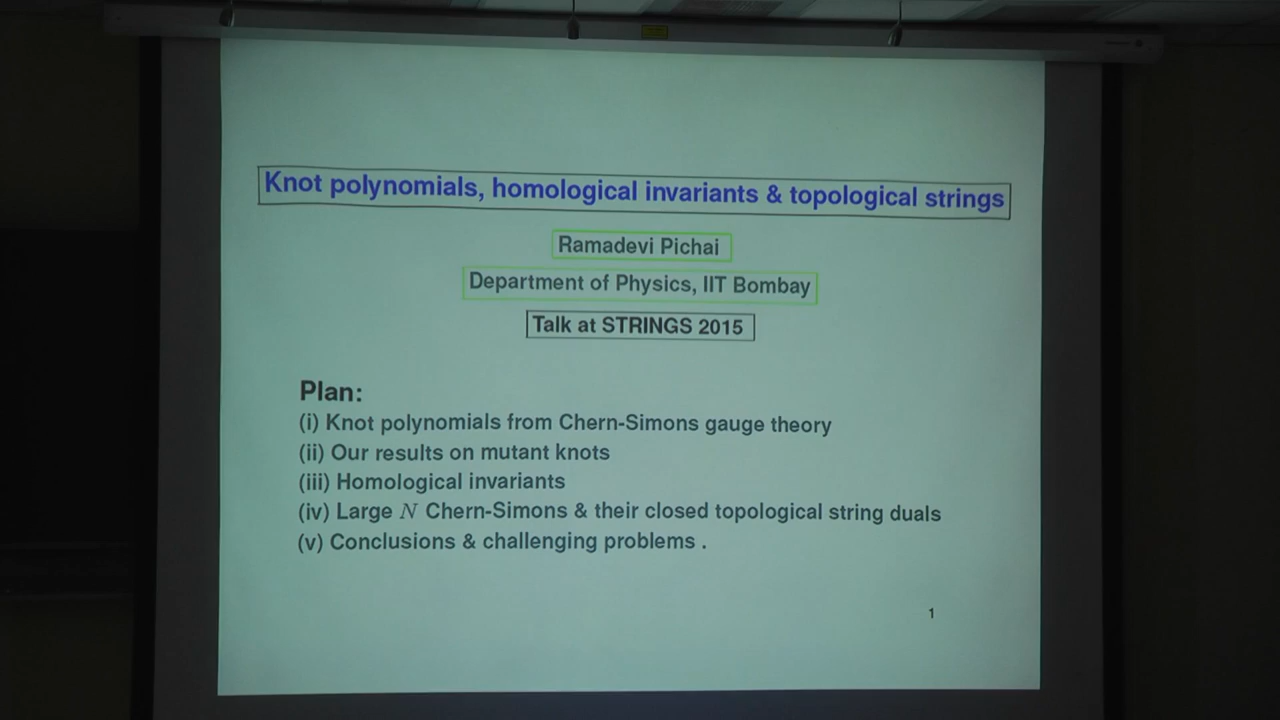 Knot polynomials, homological invariants & topological strings
Ramadevi Pichai
Department of Physics, IIT Bombay
Talk at STRINGS 2015
Plan:
(i) Knot polynomials from Chern-Simons gauge theory
(ii) Our results on mutant knots
(iii) Homological invariants
(iv) Large N Chern-Simons & their closed topological string duals
(v) Conclusions & challenging problems .
1